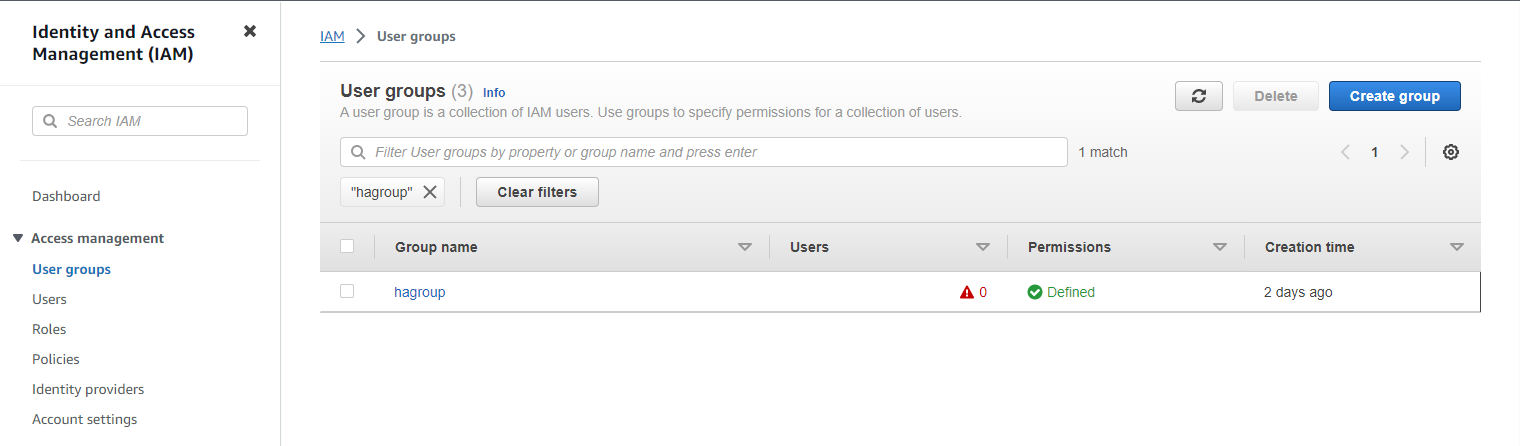 Identity and Access
Management (IAM)
Search IAM
Dashboard
Access management
User groups
Users
Roles
Policies
Identity providers
Account settings
IAM > User groups
User groups (3) Info
A user group is a collection of IAM users. Use groups to specify permissions for a collection of users.
Delete
Create group
Filter User groups by property or group name and press enter
1 match
1
"hagroup"
Clear filters
Group name Users Permissions Creation time
hagroup 0 Defined 2 days ago